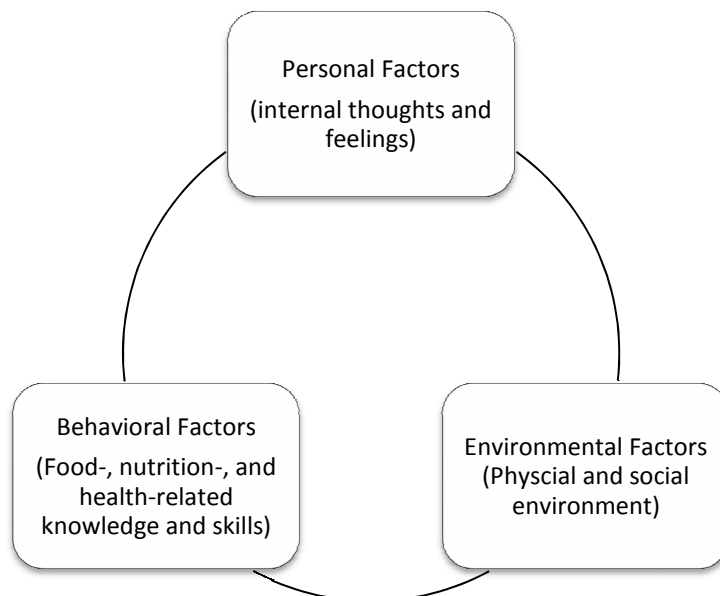 Personal Factors
(internal thoughts and
feelings)
Behavioral Factors
(Food-, nutrition-, and
health-related
knowledge and skills)
Environmental Factors
(Physcial and social
environment)